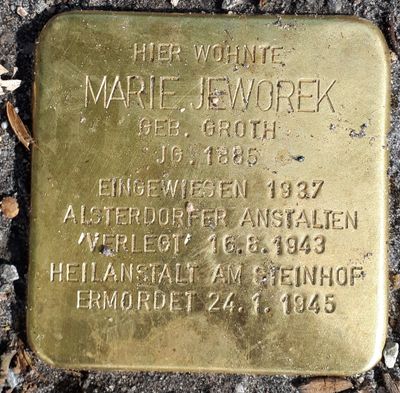 HIER WOHNTE
MARIE JEWOREK
GEB. GROTH
JG. 1885
EINGEWIESEN 1937
ALSTERDORFER ANSTALTEN
'VERLEGT' 16.8.1943
HEILANSTALT AM STEINHOF
ERMORDET 24.1.1945